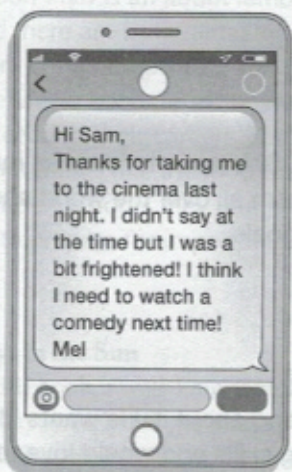 Hi Sam,
Thanks for taking me
to the cinema last
night. I didn't say at
the time but I was a
bit frightened! I think
I need to watch a
comedy next time!
Mel